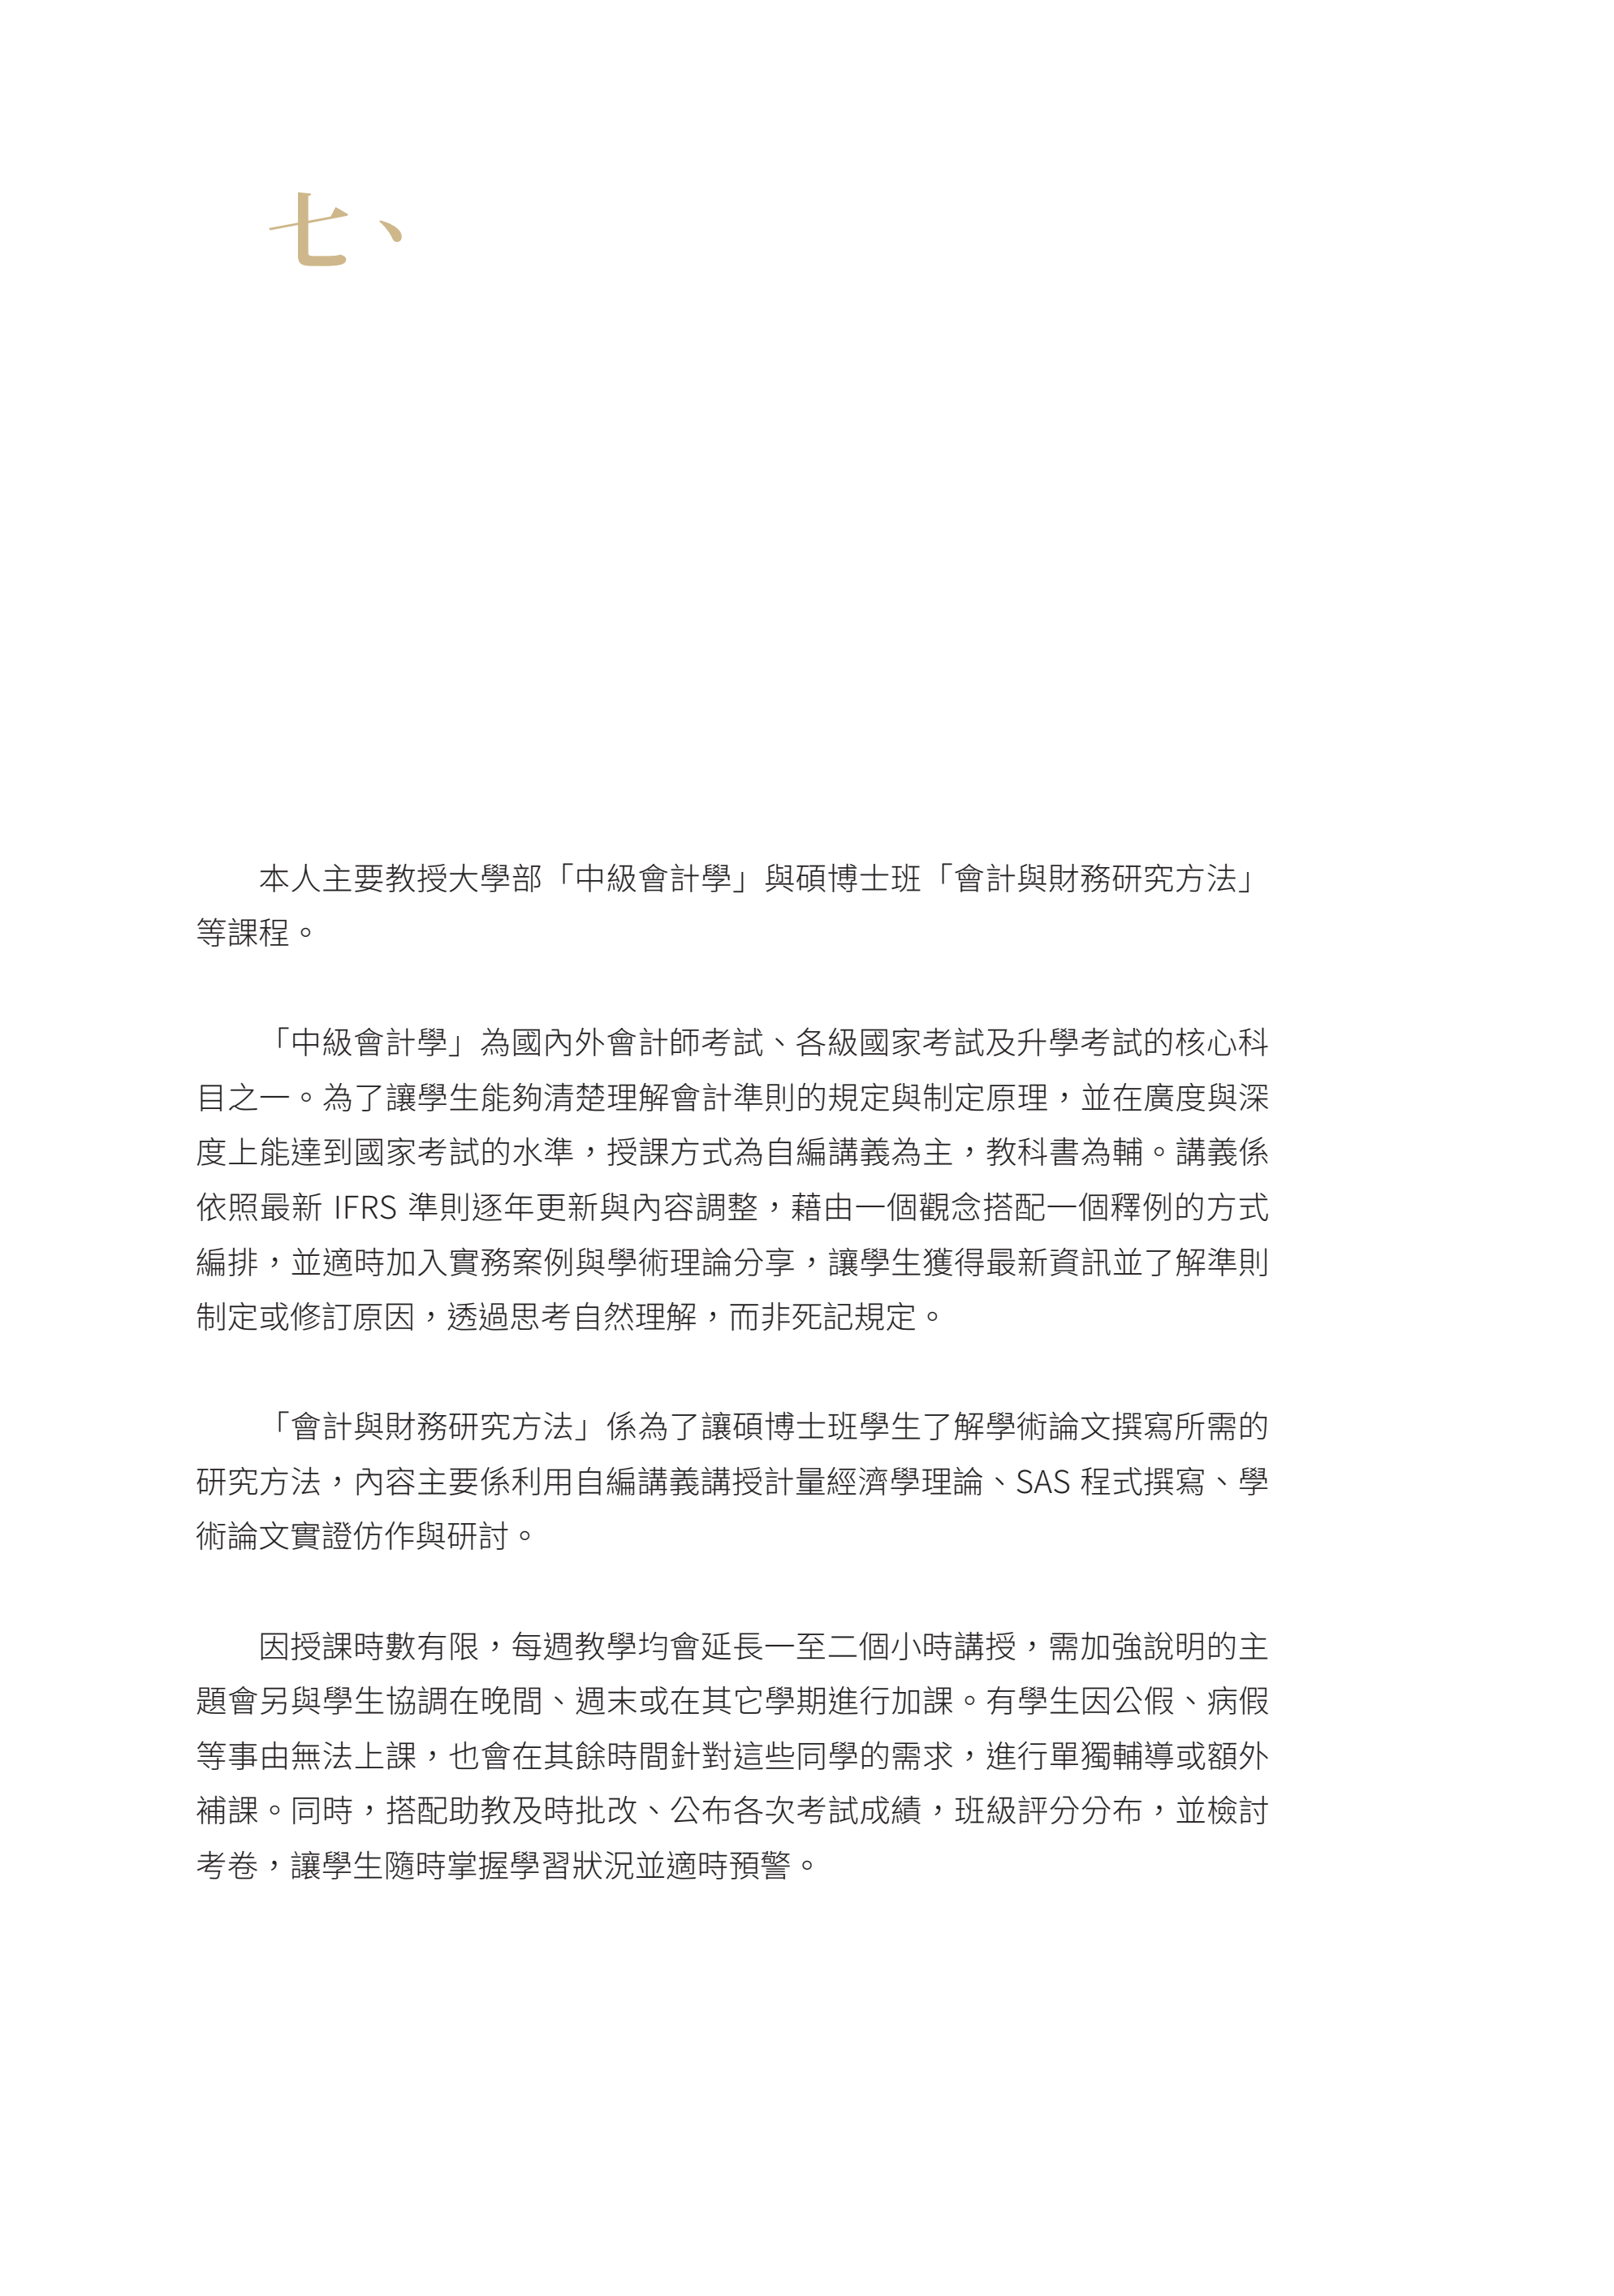 七、
本人主要教授大學部「中級會計學」與碩博士班「會計與財務研究方法」
等課程。
「中級會計學」為國內外會計師考試、各級國家考試及升學考試的核心科
目之一。為了讓學生能夠清楚理解會計準則的規定與制定原理，並在廣度與深
度上能達到國家考試的水準，授課方式為自編講義為主，教科書為輔。講義係
依照最新 IFRS 準則逐年更新與內容調整，藉由一個觀念搭配一個釋例的方式
編排，並適時加入實務案例與學術理論分享，讓學生獲得最新資訊並了解準則
制定或修訂原因，透過思考自然理解，而非死記規定。
「會計與財務研究方法」係為了讓碩博士班學生了解學術論文撰寫所需的
研究方法，內容主要係利用自編講義講授計量經濟學理論、SAS 程式撰寫、學
術論文實證仿作與研討。
因授課時數有限，每週教學均會延長一至二個小時講授，需加強說明的主
題會另與學生協調在晚間、週末或在其它學期進行加課。有學生因公假、病假
等事由無法上課，也會在其餘時間針對這些同學的需求，進行單獨輔導或額外
補課。同時，搭配助教及時批改、公布各次考試成績，班級評分分布，並檢討
考卷，讓學生隨時掌握學習狀況並適時預警。